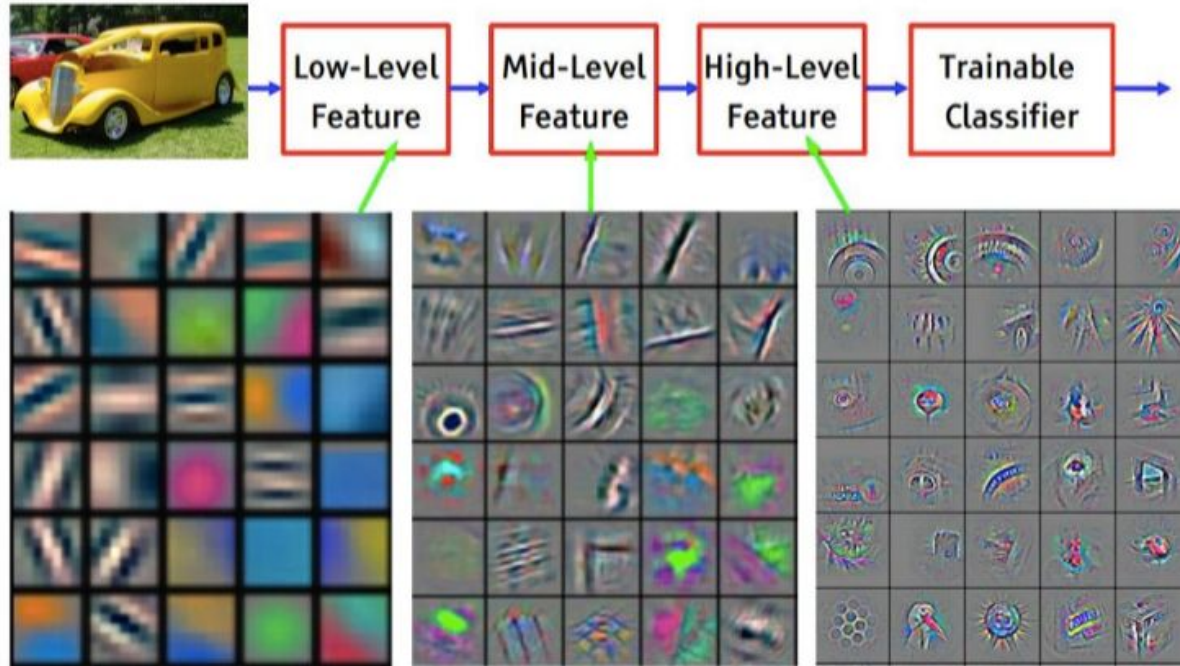 Low-Level
Feature
Mid-Level
Feature
High-Level
Feature
Trainable
Classifier